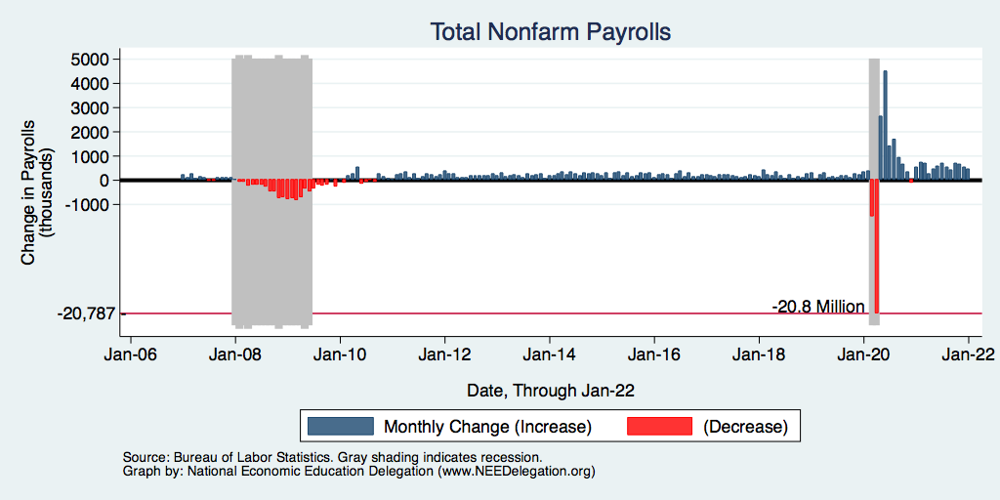 Total Nonfarm Payrolls
Change in Payrolls
(thousands)
5000
4000
3000
2000
1000
0
-1000
-20,787
-20.8 Million
Jan-06 Jan-08 Jan-10 Jan-12 Jan-14 Jan-16 Jan-18 Jan-20 Jan-22
Date, Through Jan-22
Monthly Change (Increase) (Decrease)
Source: Bureau of Labor Statistics. Gray shading indicates recession.
Graph by: National Economic Education Delegation (www.NEEDelegation.org)